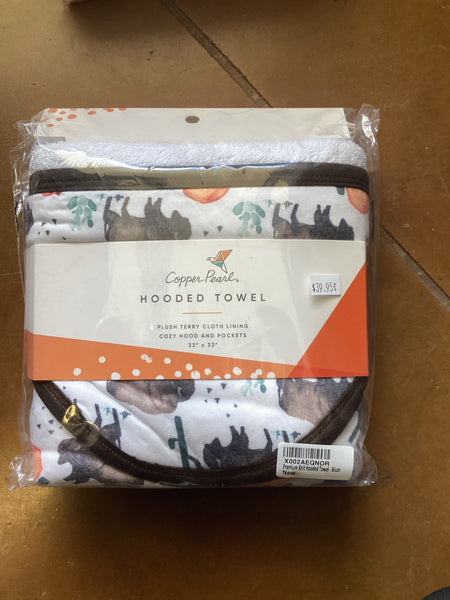 Copper Pearl
HOODED TOWEL
$39.95
PLUSH TERRY CLOTH LINING
COZY HOOD AND POCKETS
33" x 33"
X002AEQNOR
Premium Knit Hooded Towel - Bison
New